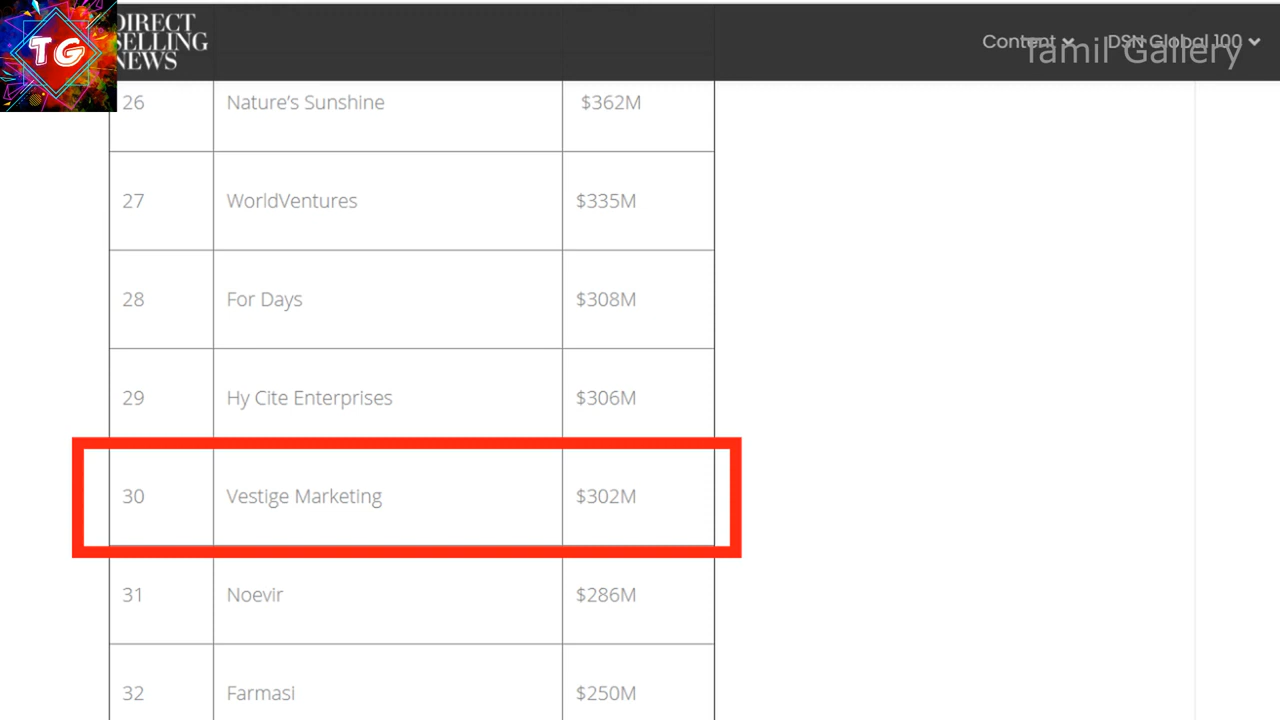 TG
DIRECT
SELLING
NEWS
Content
DSN Global 100
Tamil Gallery
26 Nature's Sunshine $362M
27 WorldVentures $335M
28 For Days $308M
29 Hy Cite Enterprises $306M
30 Vestige Marketing $302M
31 Noevir $286M
32 Farmasi $250M